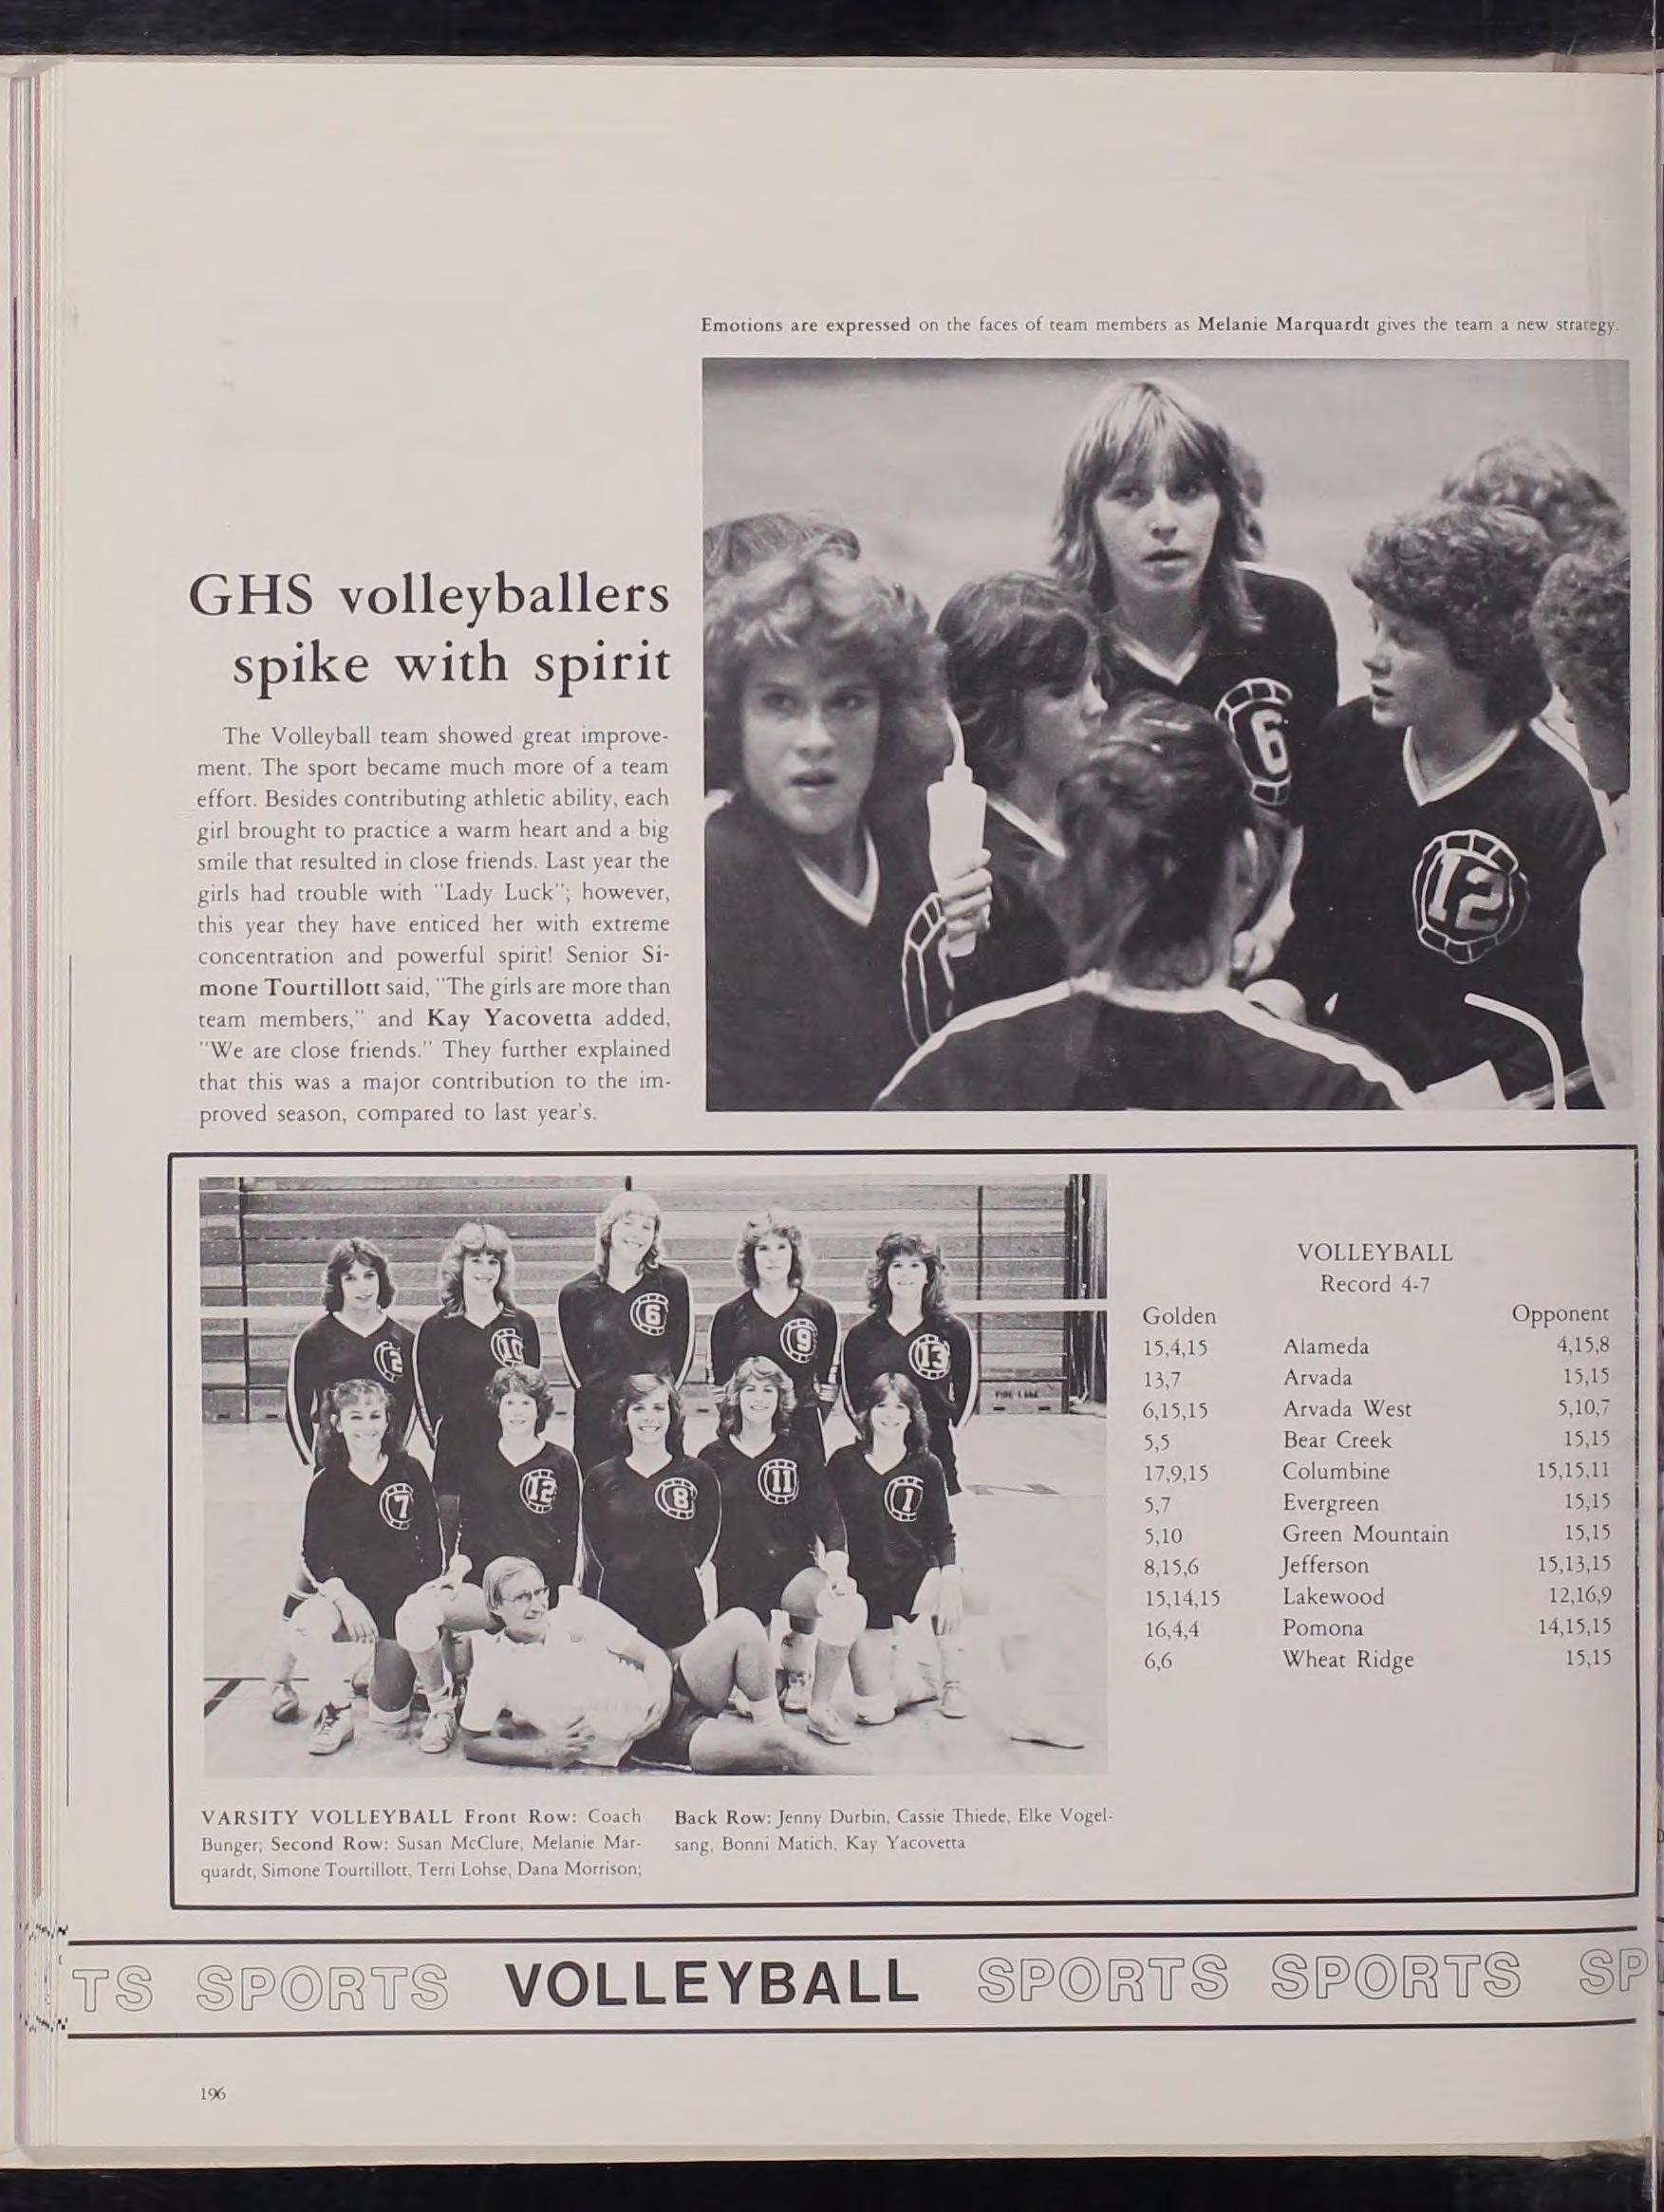 Emotions are expressed on the faces of team members as Melanie Marquardt gives the team a new strategy.
GHS volleyballers
spike with spirit
The Volleyball team showed great improve-
ment. The sport became much more of a team
effort. Besides contributing athletic ability, each
girl brought to practice a warm heart and a big
smile that resulted in close friends. Last year the
girls had trouble with "Lady Luck"; however,
this year they have enticed her with extreme
concentration and powerful spirit! Senior Si-
mone Tourtillott said, "The girls are more than
team members," and Kay Yacovetta added,
"We are close friends." They further explained
that this was a major contribution to the im-
proved season, compared to last year's.
6
12
2
10
6
9
13
7
12
8
11
1
VOLLEYBALL
Record 4-7
Golden Opponent
15,4,15 Alameda 4,15,8
13,7 Arvada 15,15
6,15,15 Arvada West 5,10,7
5,5 Bear Creek 15,15
17,9,15 Columbine 15,15,11
5,7 Evergreen 15,15
5,10 Green Mountain 15,15
8,15,6 Jefferson 15,13,15
15,14,15 Lakewood 12,16,9
16,4,4 Pomona 14,15,15
6,6 Wheat Ridge 15,15
VARSITY VOLLEYBALL Front Row: Coach
Bunger; Second Row: Susan McClure, Melanie Mar-
quardt, Simone Tourtillott, Terri Lohse, Dana Morrison;
Back Row: Jenny Durbin, Cassie Thiede, Elke Vogel-
sang, Bonni Matich, Kay Yacovetta
TS SPORTS VOLLEYBALL SPORTS SPORTS SP
196